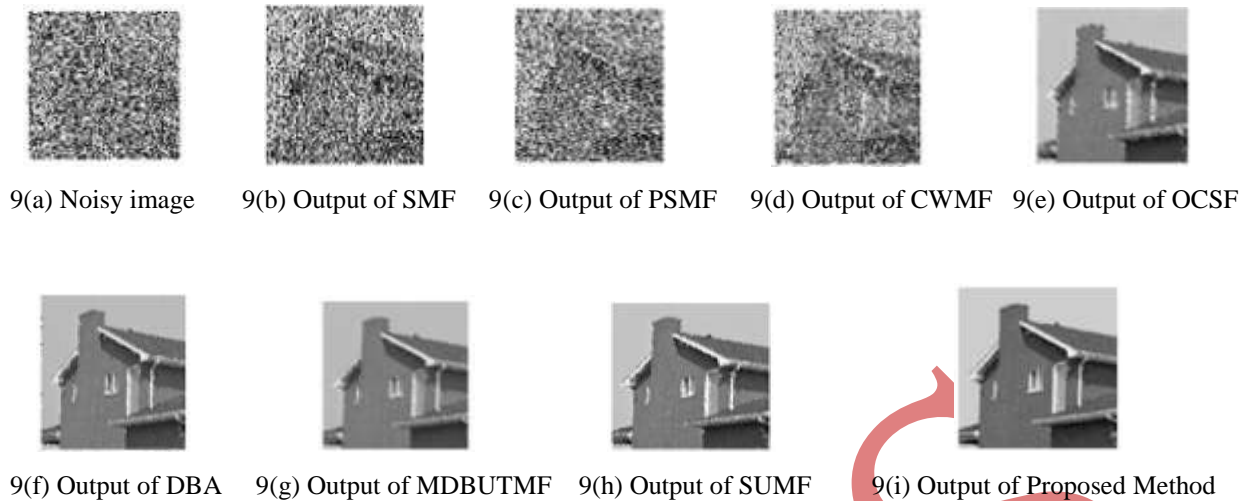 9(a) Noisy image 9(b) Output of SMF 9(c) Output of PSMF 9(d) Output of CWMF 9(e) Output of OCSF
9(f) Output of DBA 9(g) Output of MDBUTMF 9(h) Output of SUMF 9(i) Output of Proposed Method